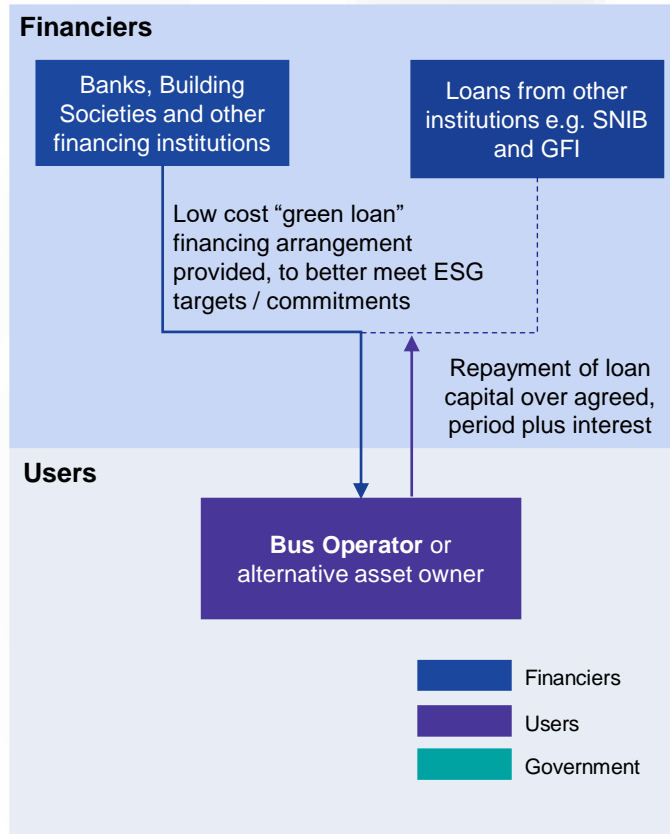 Financiers
Banks, Building
Societies and other
financing institutions
Loans from other
institutions e.g. SNIB
and GFI
Low cost “green loan”
financing arrangement
provided, to better meet ESG
targets / commitments
Repayment of loan
capital over agreed,
period plus interest
Users
Bus Operator or
alternative asset owner
Financiers
Users
Government